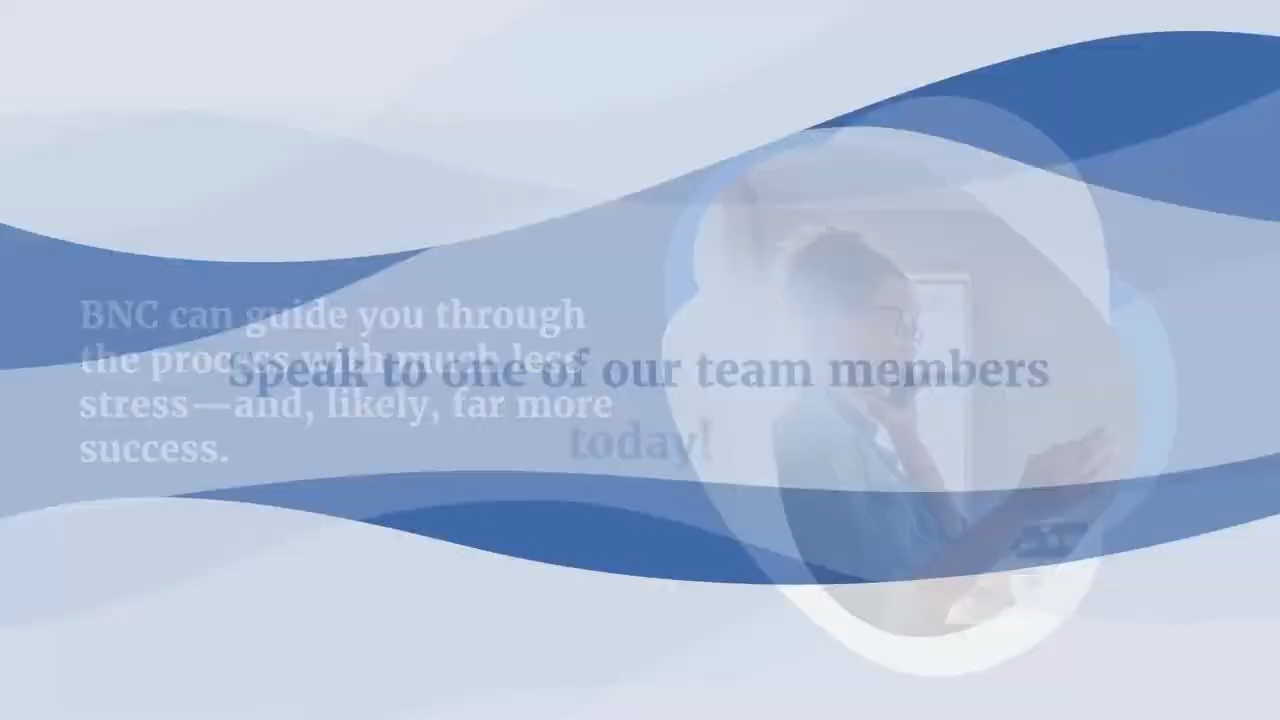 BNC can guide you through
the process with much less
stress—and, likely, far more
success.
speak to one of our team members
today!